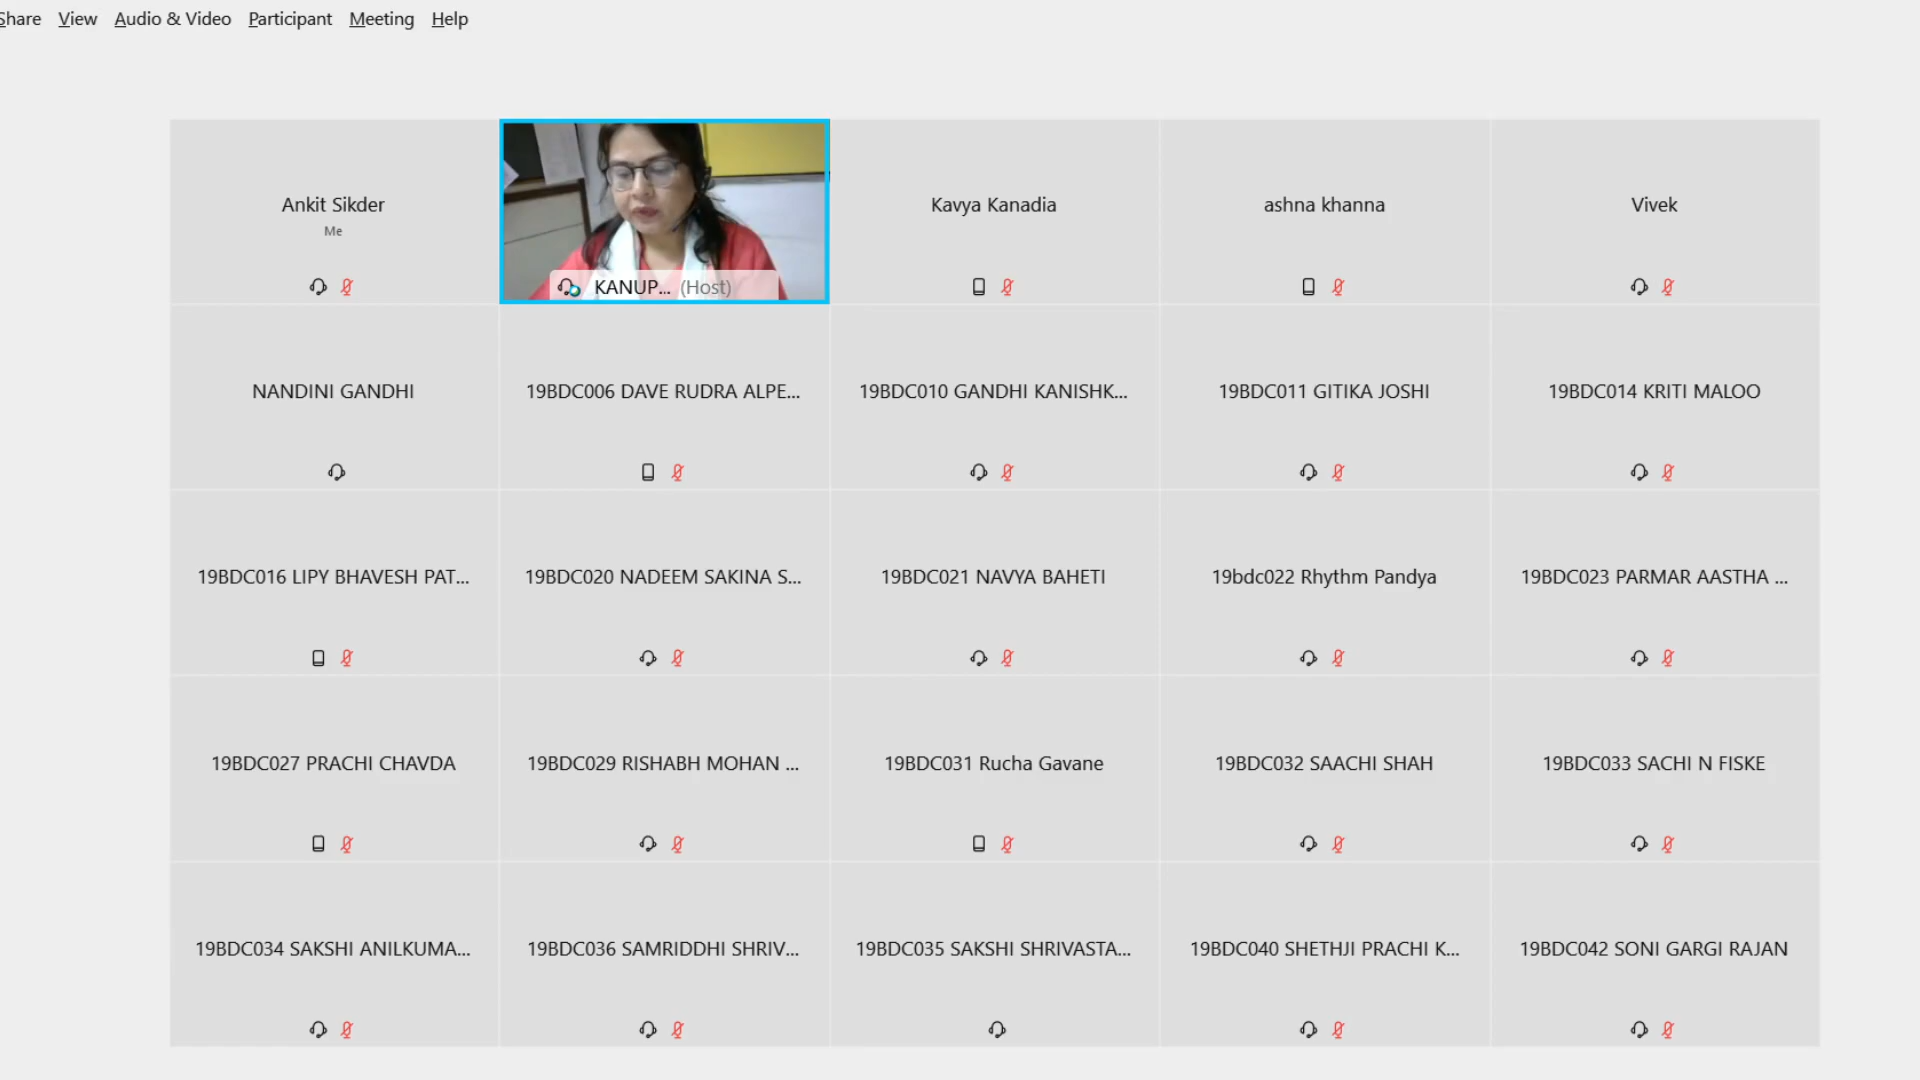 Share View Audio & Video Participant Meeting Help
Ankit Sikder
Me
KANUP... (Host)
Kavya Kanadia
ashna khanna
Vivek
NANDINI GANDHI
19BDC006 DAVE RUDRA ALPE...
19BDC010 GANDHI KANISHK...
19BDC011 GITIKA JOSHI
19BDC014 KRITI MALOO
19BDC016 LIPY BHAVESH PAT...
19BDC020 NADEEM SAKINA S...
19BDC021 NAVYA BAHETI
19bdc022 Rhythm Pandya
19BDC023 PARMAR AASTHA ...
19BDC027 PRACHI CHAVDA
19BDC029 RISHABH MOHAN ...
19BDC031 Rucha Gavane
19BDC032 SAACHI SHAH
19BDC033 SACHI N FISKE
19BDC034 SAKSHI ANILKUMA...
19BDC036 SAMRIDDHI SHRIV...
19BDC035 SAKSHI SHRIVASTA...
19BDC040 SHETHJI PRACHI K...
19BDC042 SONI GARGI RAJAN